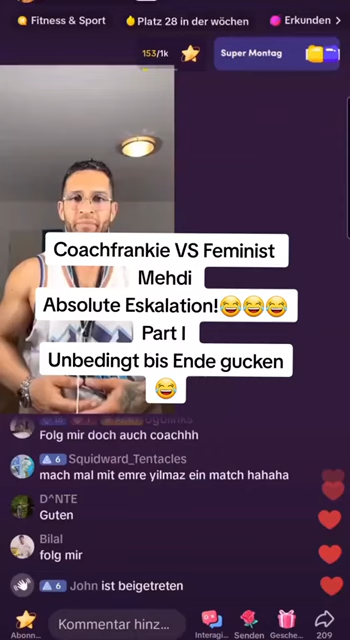 Fitness & Sport
Platz 28 in der wöchen
Erkunden >
153/1k
Super Montag
Coachfrankie VS Feminist
Mehdi
Absolute Eskalation!😂😂😂
Part I
Unbedingt bis Ende gucken
😂
Folg mir doch auch coachhh
6 Squidward_Tentacles
mach mal mit emre yilmaz ein match hahaha
D^NTE
Guten
Bilal
folg mir
6 John ist beigetreten
Abonn...
Kommentar hinz...
Interagi...
Senden
Gesche...
209